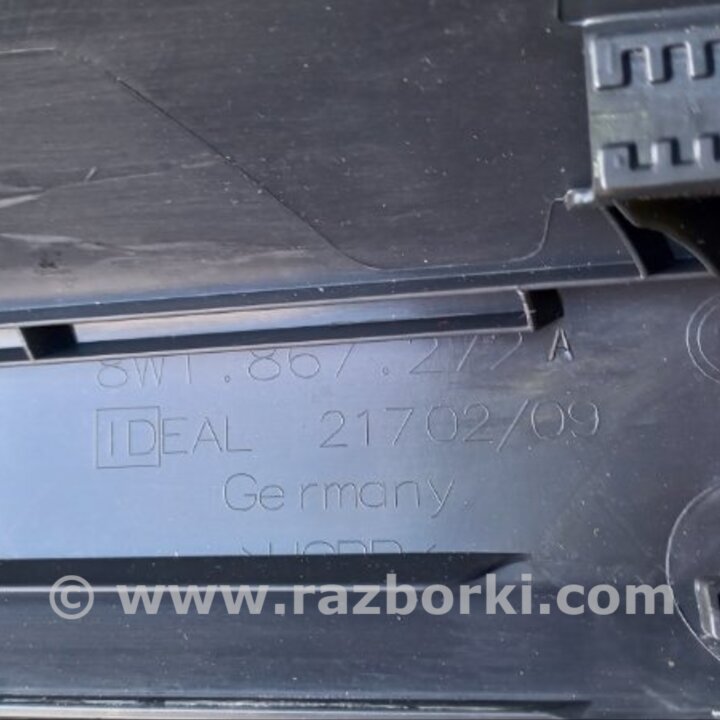 8W1.867.272 A
IDEAL 21702/09
Germany
© www.razborki.com